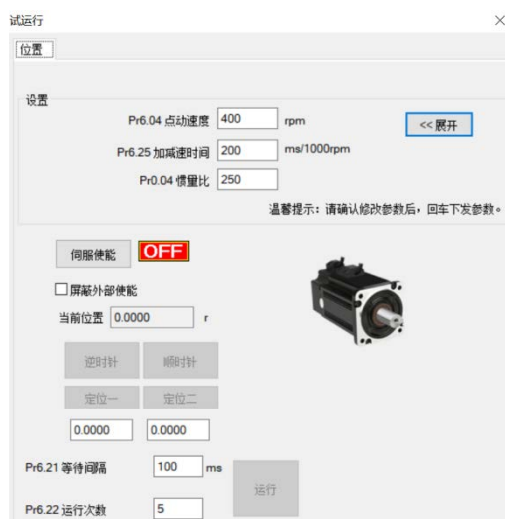 试运行
位置
设置
Pr6.04 点动速度 400 rpm
<< 展开
Pr6.25 加减速时间 200 ms/1000rpm
Pr0.04 惯量比 250
温馨提示：请确认修改参数后，回车下发参数。
伺服使能 OFF
屏蔽外部使能
当前位置 0.0000 r
逆时针 顺时针
定位一 定位二
0.0000 0.0000
Pr6.21 等待间隔 100 ms
运行
Pr6.22 运行次数 5